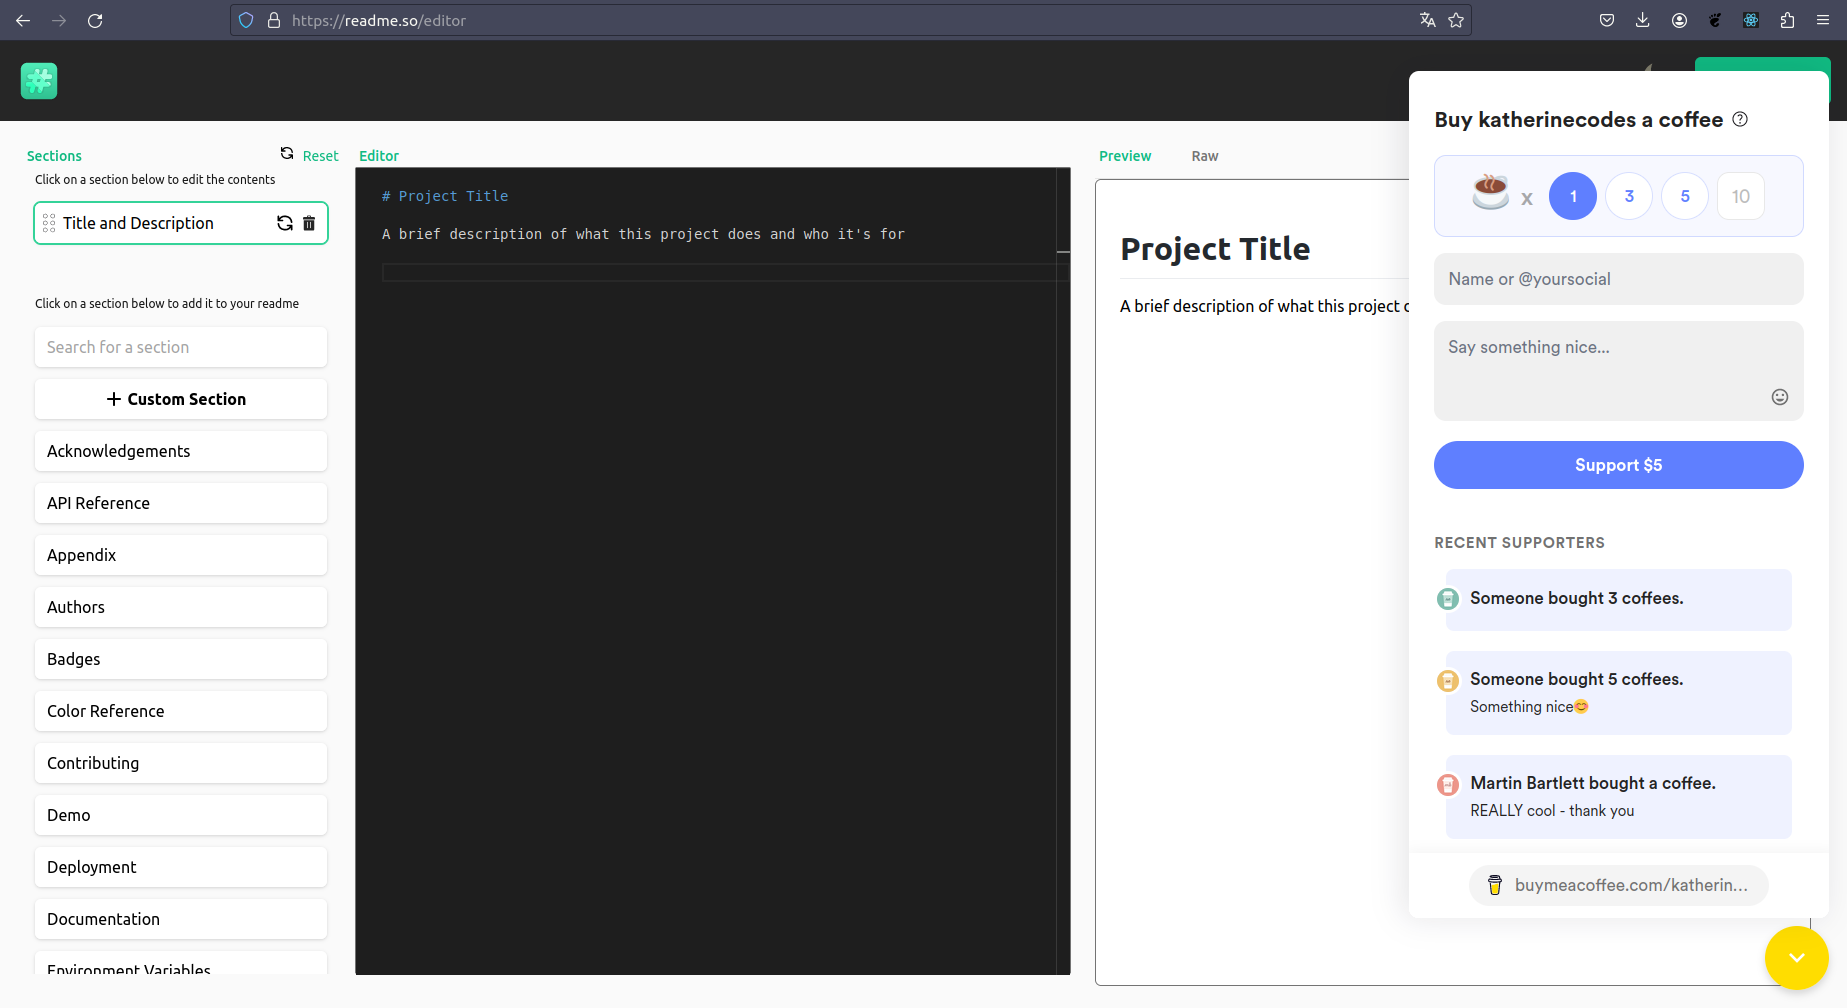 https://readme.so/editor
Sections
Reset
Click on a section below to edit the contents
Title and Description
Click on a section below to add it to your readme
Search for a section
+ Custom Section
Acknowledgements
API Reference
Appendix
Authors
Badges
Color Reference
Contributing
Demo
Deployment
Documentation
Environment Variables
Editor
# Project Title
A brief description of what this project does and who it's for
Preview
Raw
Project Title
A brief description of what this project
Buy katherinecodes a coffee
x
1
3
5
10
Name or @yoursocial
Say something nice...
Support $5
RECENT SUPPORTERS
Someone bought 3 coffees.
Someone bought 5 coffees.
Something nice😊
Martin Bartlett bought a coffee.
REALLY cool - thank you
buymeacoffee.com/katherin...